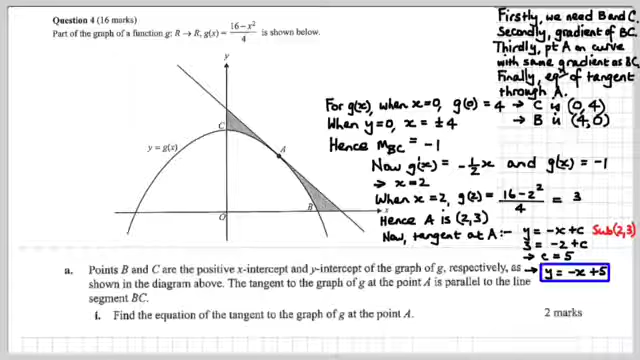 Question 4 (16 marks)
Part of the graph of a function g: R → R, g(x) = (16 − x²)/4 is shown below.
Firstly, we need B and C.
Secondly, gradient of BC.
Thirdly, pt A on curve
with same gradient as BC
Finally, eqⁿ of tangent
through A.
y
C
A
y = g(x)
O
B
x
For g(x), when x=0, g(0) = 4 → C is (0,4)
When y=0, x = ±4 → B is (4,0)
Hence m_BC = −1
Now g'(x) = −½x and g'(x) = −1
→ x=2
When x=2, g(2) = (16−2²)/4 = 3
Hence A is (2,3)
Now, tangent at A:- y = −x+c Sub(2,3)
3 = −2+c
→ c = 5
→ y = −x+5
a. Points B and C are the positive x-intercept and y-intercept of the graph of g, respectively, as
shown in the diagram above. The tangent to the graph of g at the point A is parallel to the line
segment BC.
i. Find the equation of the tangent to the graph of g at the point A. 2 marks